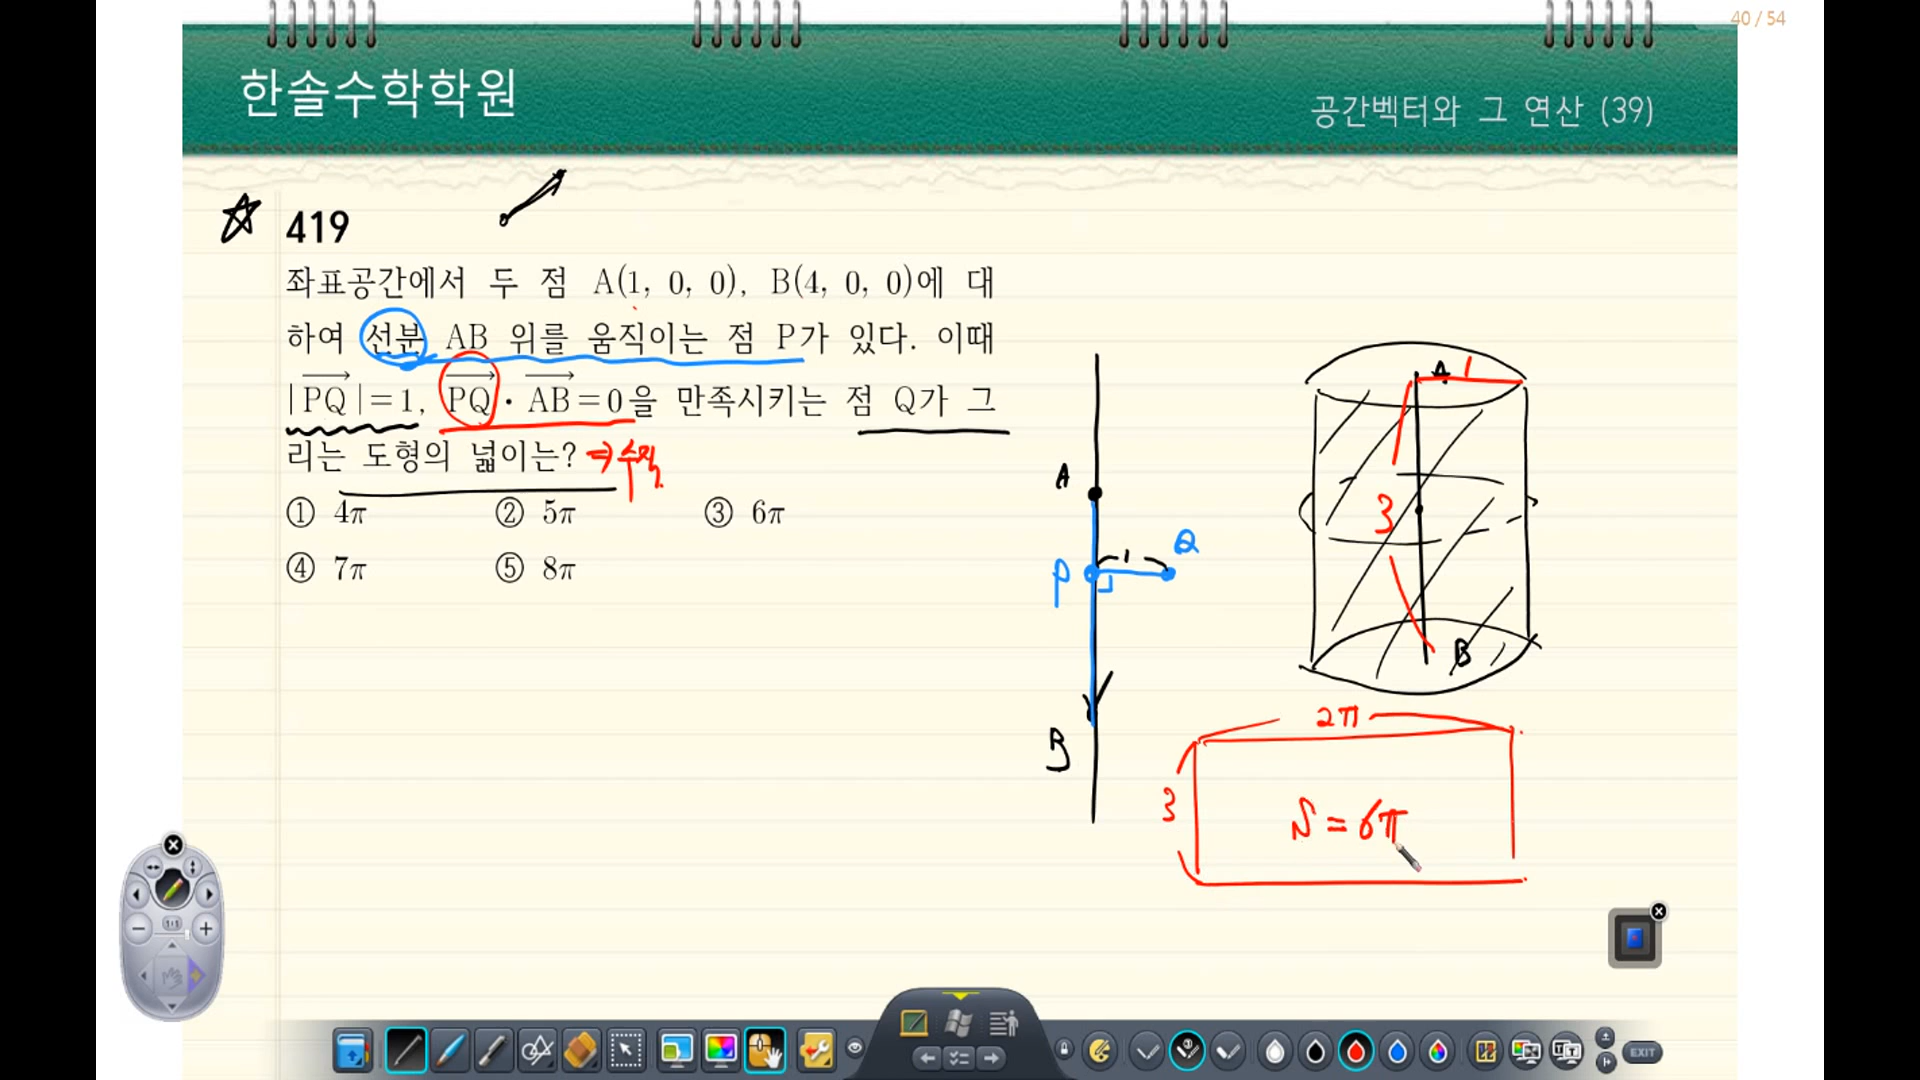 40 / 54
한솔수학학원
공간벡터와 그 연산 (39)
419
좌표공간에서 두 점 A(1, 0, 0), B(4, 0, 0)에 대
하여 선분 AB 위를 움직이는 점 P가 있다. 이때
|PQ|=1, PQ·AB=0을 만족시키는 점 Q가 그
리는 도형의 넓이는? ⇒ 수직
① 4π ② 5π ③ 6π
④ 7π ⑤ 8π
A
P
1
Q
B
A
1
3
B
2π
3
S = 6π
1:1
EXIT